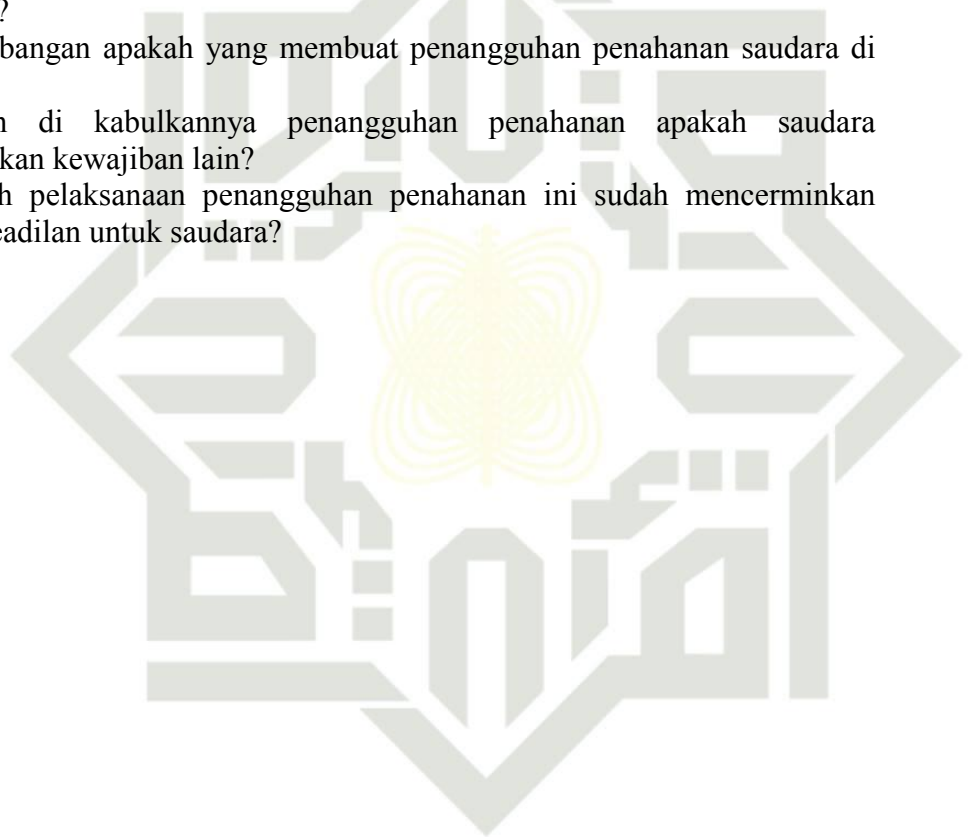 ?
bangan apakah yang membuat penangguhan penahanan saudara di
n di kabulkannya penangguhan penahanan apakah saudara
kan kewajiban lain?
h pelaksanaan penangguhan penahanan ini sudah mencerminkan
eadilan untuk saudara?